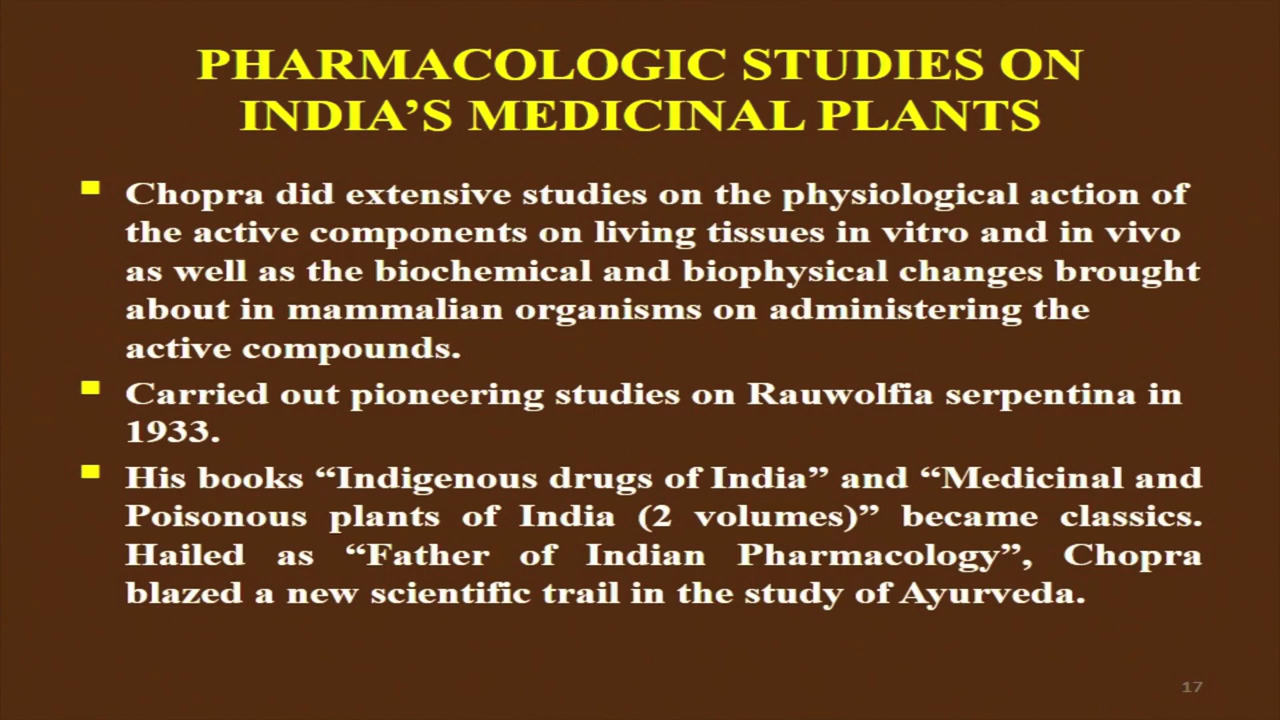 PHARMACOLOGIC STUDIES ON
INDIA’S MEDICINAL PLANTS
Chopra did extensive studies on the physiological action of
the active components on living tissues in vitro and in vivo
as well as the biochemical and biophysical changes brought
about in mammalian organisms on administering the
active compounds.
Carried out pioneering studies on Rauwolfia serpentina in
1933.
His books “Indigenous drugs of India” and “Medicinal and
Poisonous plants of India (2 volumes)” became classics.
Hailed as “Father of Indian Pharmacology”, Chopra
blazed a new scientific trail in the study of Ayurveda.
17